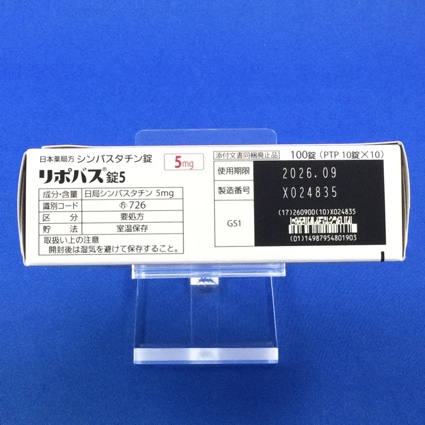 日本薬局方 シンバスタチン錠
リポバス®錠5
5mg
成分・含量 日局シンバスタチン 5mg
識別コード 726
区 分 要処方
貯 法 室温保存
取扱い上の注意
開封後は湿気を避けて保存すること。
添付文書同梱廃止品
100錠 (PTP 10錠×10)
使用期限 2026.09
製造番号 X024835
GS1
(17)260900(10)X024835
(01)14987954801903